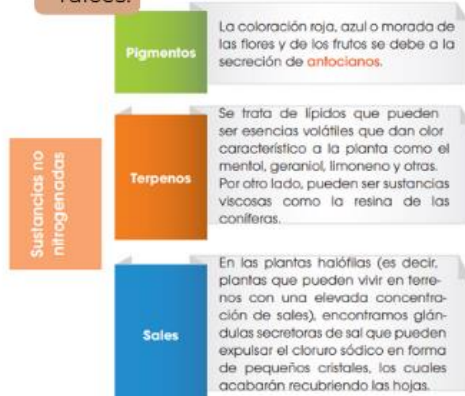 raíces.
Pigmentos
La coloración roja, azul o morada de
las flores y de los frutos se debe a la
secreción de antocianos.
Sustancias no
nitrogenadas
Terpenos
Se trata de lípidos que pueden
ser esencias volátiles que dan olor
característico a la planta como el
mentol, geraniol, limoneno y otras.
Por otro lado, pueden ser sustancias
viscosas como la resina de las
coníferas.
Sales
En las plantas halófilas (es decir,
plantas que pueden vivir en terre-
nos con una elevada concentra-
ción de sales), encontramos glán-
dulas secretoras de sal que pueden
expulsar el cloruro sódico en forma
de pequeños cristales, los cuales
acabarán recubriendo las hojas.